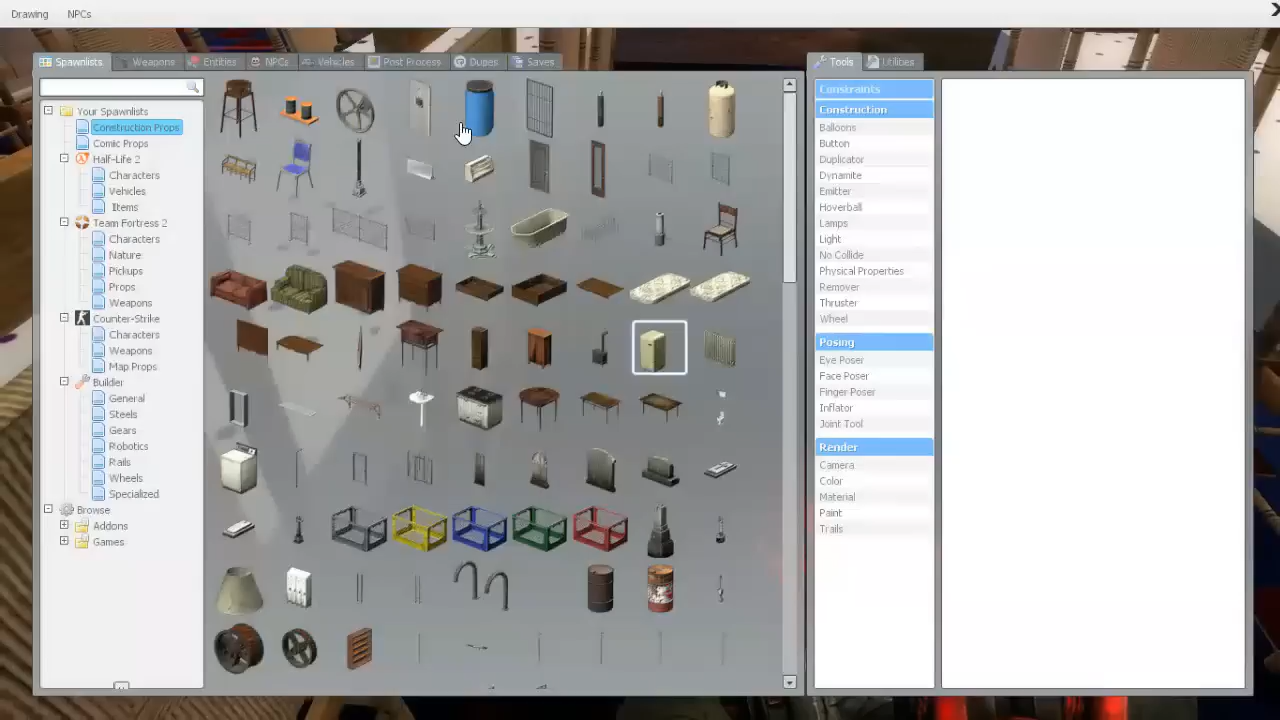 Drawing NPCs
Spawnlists Weapons Entities NPCs Vehicles Post Process Dupes Saves
Tools Utilities
Your Spawnlists
Construction Props
Comic Props
Half-Life 2
Characters
Vehicles
Items
Team Fortress 2
Characters
Nature
Pickups
Props
Weapons
Counter-Strike
Characters
Weapons
Map Props
Builder
General
Steels
Gears
Robotics
Rails
Wheels
Specialized
Browse
Addons
Games
Constraints
Construction
Balloons
Button
Duplicator
Dynamite
Emitter
Hoverball
Lamps
Light
No Collide
Physical Properties
Remover
Thruster
Wheel
Posing
Eye Poser
Face Poser
Finger Poser
Inflator
Joint Tool
Render
Camera
Color
Material
Paint
Trails